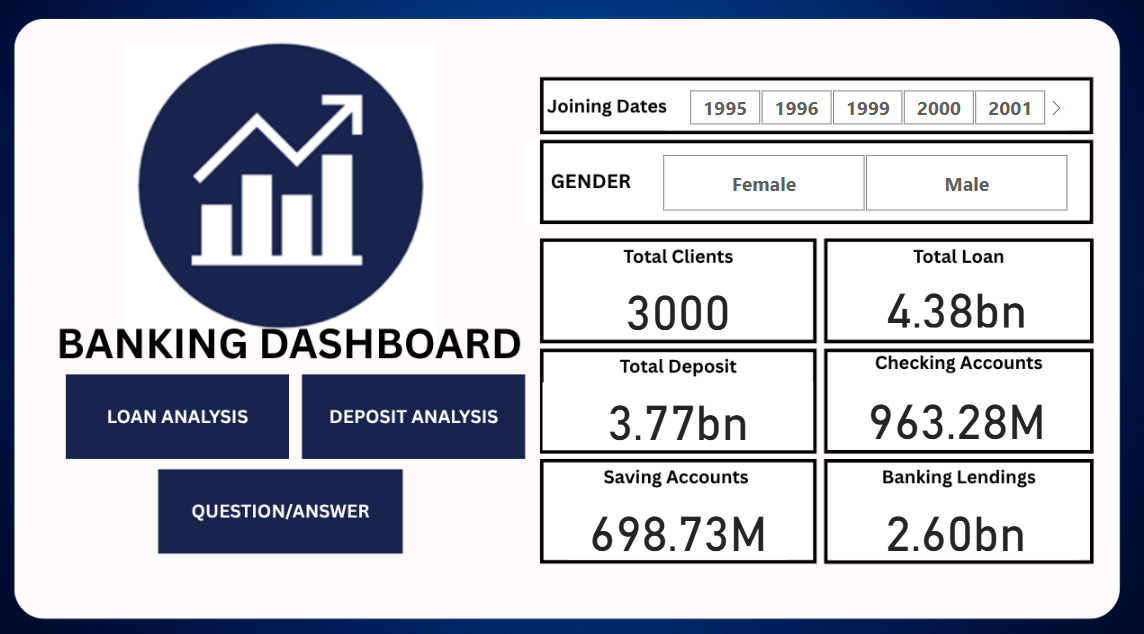 BANKING DASHBOARD
LOAN ANALYSIS
DEPOSIT ANALYSIS
QUESTION/ANSWER
Joining Dates
1995
1996
1999
2000
2001
GENDER
Female
Male
Total Clients
3000
Total Loan
4.38bn
Total Deposit
3.77bn
Checking Accounts
963.28M
Saving Accounts
698.73M
Banking Lendings
2.60bn